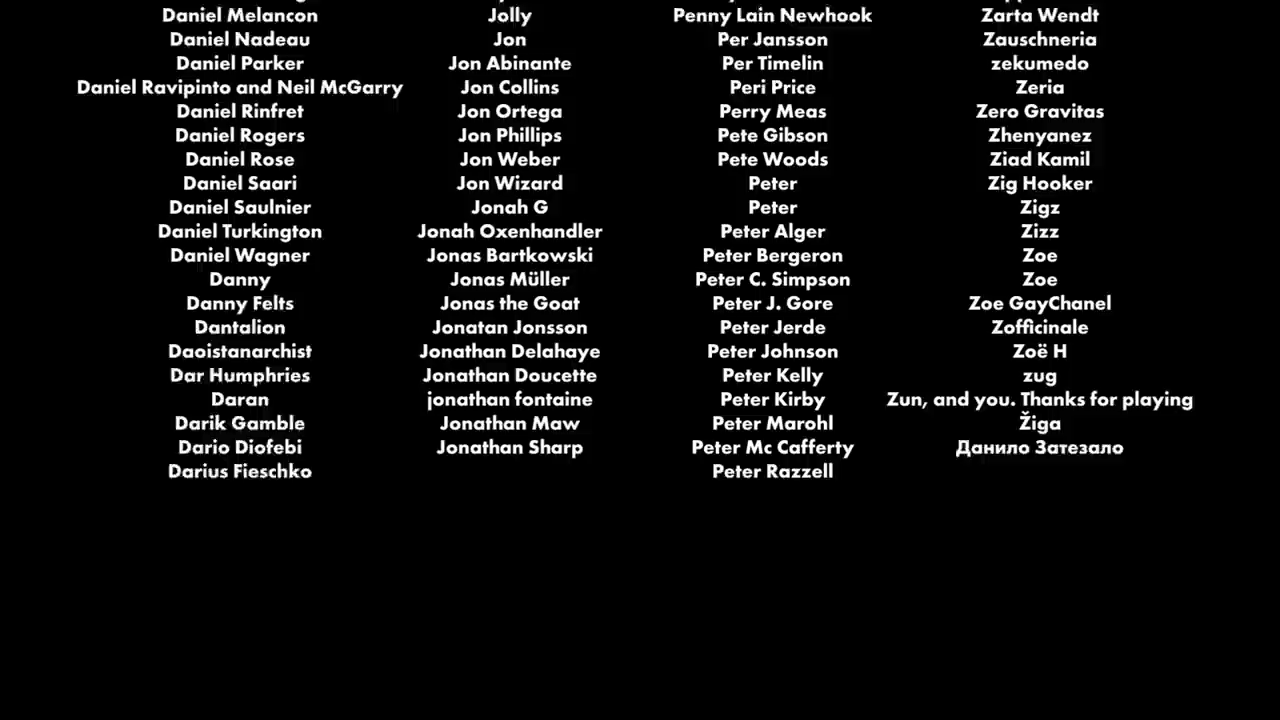 Daniel Melancon
Daniel Nadeau
Daniel Parker
Daniel Ravipinto and Neil McGarry
Daniel Rinfret
Daniel Rogers
Daniel Rose
Daniel Saari
Daniel Saulnier
Daniel Turkington
Daniel Wagner
Danny
Danny Felts
Dantalion
Daoistanarchist
Dar Humphries
Daran
Darik Gamble
Dario Diofebi
Darius Fieschko
Jolly
Jon
Jon Abinante
Jon Collins
Jon Ortega
Jon Phillips
Jon Weber
Jon Wizard
Jonah G
Jonah Oxenhandler
Jonas Bartkowski
Jonas Müller
Jonas the Goat
Jonatan Jonsson
Jonathan Delahaye
Jonathan Doucette
jonathan fontaine
Jonathan Maw
Jonathan Sharp
Penny Lain Newhook
Per Jansson
Per Timelin
Peri Price
Perry Meas
Pete Gibson
Pete Woods
Peter
Peter
Peter Alger
Peter Bergeron
Peter C. Simpson
Peter J. Gore
Peter Jerde
Peter Johnson
Peter Kelly
Peter Kirby
Peter Marohl
Peter Mc Cafferty
Peter Razzell
Zarta Wendt
Zauschneria
zekumedo
Zeria
Zero Gravitas
Zhenyanez
Ziad Kamil
Zig Hooker
Zigz
Zizz
Zoe
Zoe
Zoe GayChanel
Zofficinale
Zoë H
zug
Zun, and you. Thanks for playing
Žiga
Данило Затезало